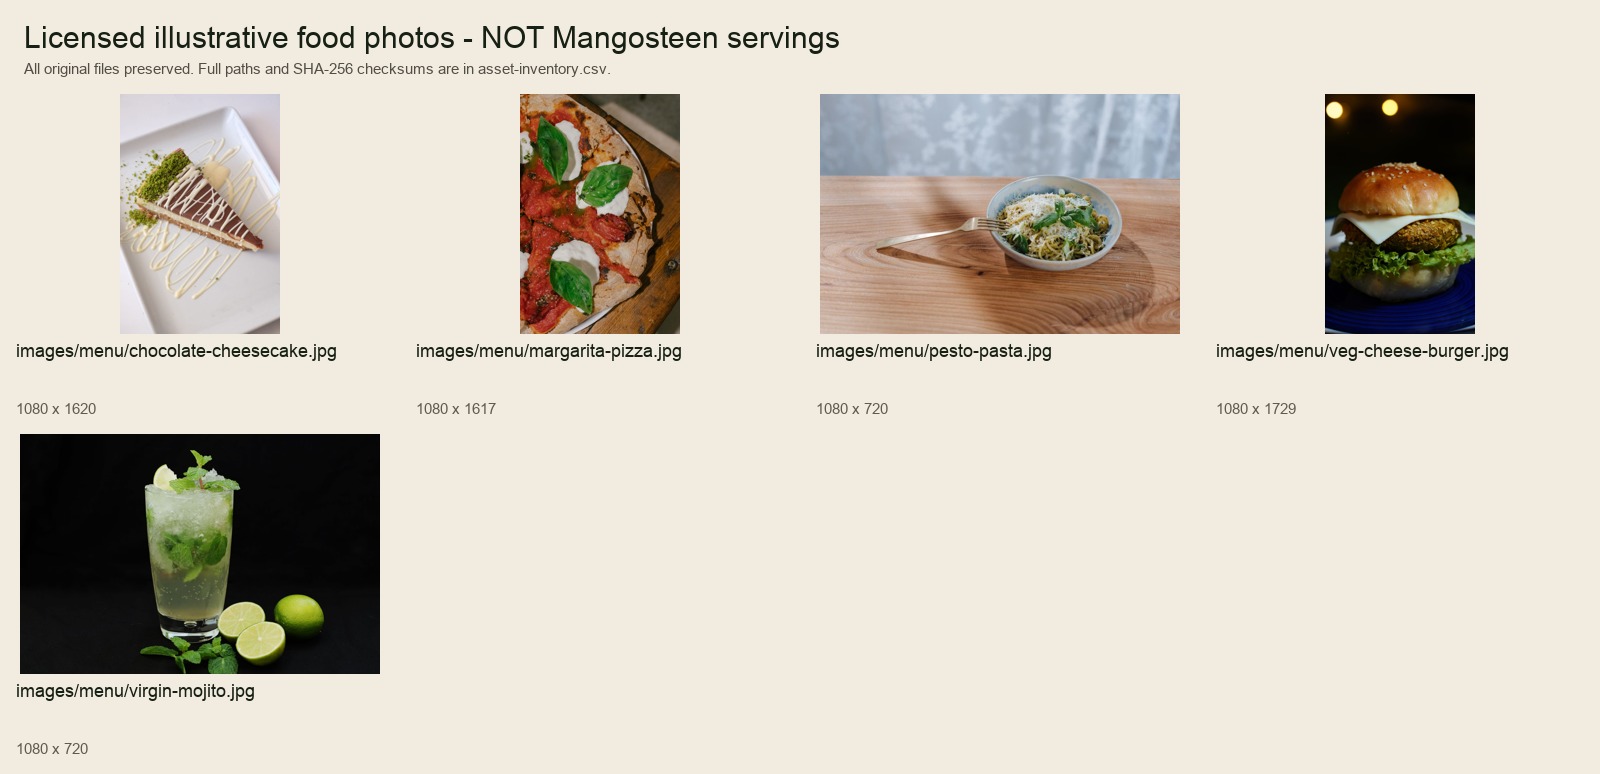 Licensed illustrative food photos - NOT Mangosteen servings
All original files preserved. Full paths and SHA-256 checksums are in asset-inventory.csv.
images/menu/chocolate-cheesecake.jpg
images/menu/margarita-pizza.jpg
images/menu/pesto-pasta.jpg
images/menu/veg-cheese-burger.jpg
1080 x 1620
1080 x 1617
1080 x 720
1080 x 1729
images/menu/virgin-mojito.jpg
1080 x 720